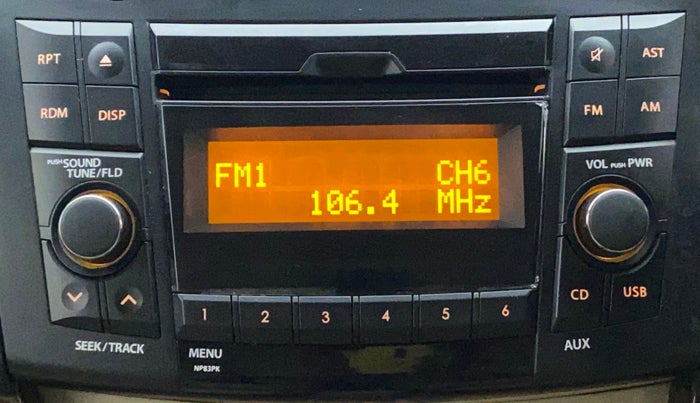 RPT
AST
RDM
DISP
FM
AM
PUSH SOUND
TUNE/FLD
VOL PUSH PWR
FM1 CH6
106.4 MHz
CD
USB
1 2 3 4 5 6
SEEK/TRACK
MENU
AUX
NP83PK